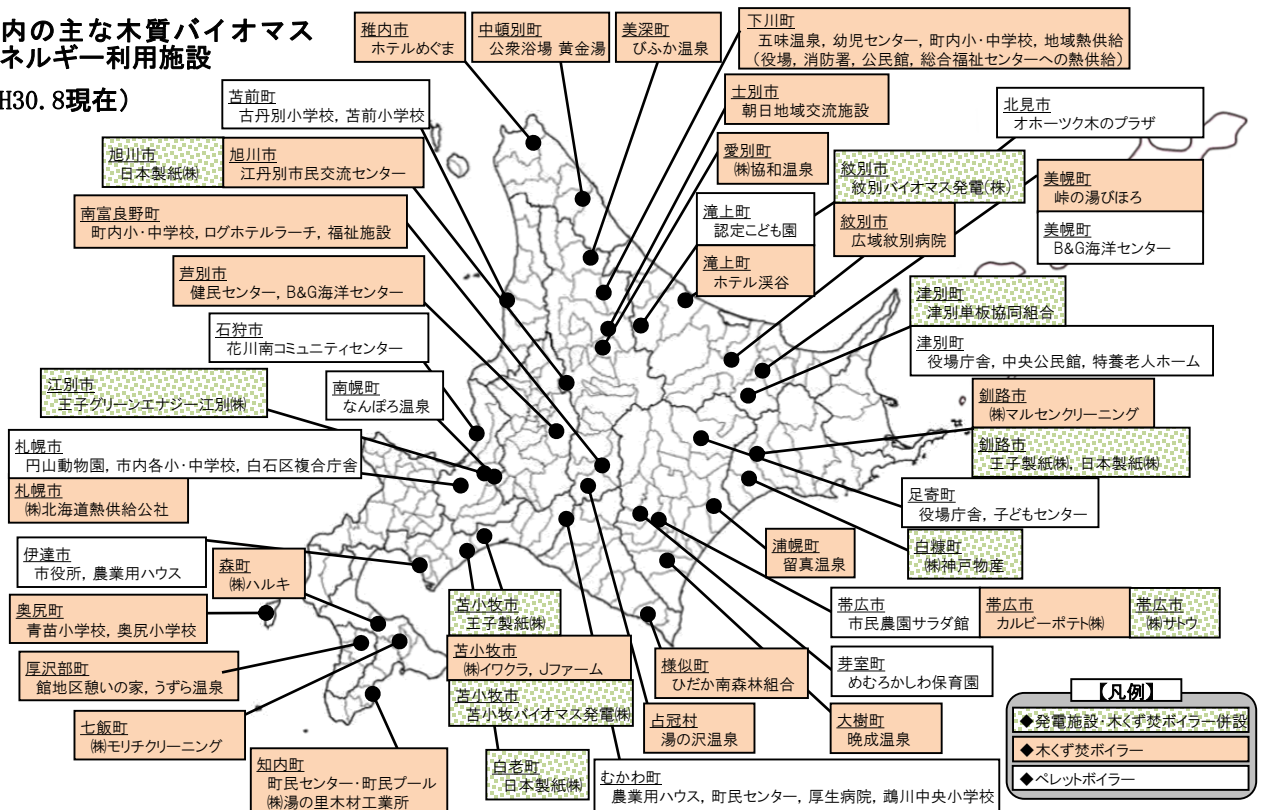 内の主な木質バイオマス
ネルギー利用施設
H30.8現在）
稚内市
ホテルめぐま
中頓別町
公衆浴場 黄金湯
美深町
びふか温泉
下川町
五味温泉, 幼児センター, 町内小・中学校, 地域熱供給
（役場, 消防署, 公民館, 総合福祉センターへの熱供給）
士別市
朝日地域交流施設
苫前町
古丹別小学校, 苫前小学校
北見市
オホーツク木のプラザ
旭川市
日本製紙㈱
旭川市
江丹別市民交流センター
愛別町
㈱協和温泉
紋別市
紋別バイオマス発電（株）
美幌町
峠の湯びほろ
南富良野町
町内小・中学校, ログホテルラーチ, 福祉施設
滝上町
認定こども園
紋別市
広域紋別病院
美幌町
B&G海洋センター
滝上町
ホテル渓谷
芦別市
健民センター, B&G海洋センター
津別町
津別単板協同組合
石狩市
花川南コミュニティセンター
津別町
役場庁舎, 中央公民館, 特養老人ホーム
江別市
王子グリーンエナジー江別㈱
南幌町
なんぽろ温泉
釧路市
㈱マルセンクリーニング
札幌市
円山動物園, 市内各小・中学校, 白石区複合庁舎
釧路市
王子製紙㈱, 日本製紙㈱
札幌市
㈱北海道熱供給公社
足寄町
役場庁舎, 子どもセンター
伊達市
市役所, 農業用ハウス
森町
㈱ハルキ
浦幌町
留真温泉
白糠町
㈱神戸物産
奥尻町
青苗小学校, 奥尻小学校
苫小牧市
王子製紙㈱
帯広市
市民農園サラダ館
帯広市
カルビーポテト㈱
帯広市
㈱サトウ
厚沢部町
館地区憩いの家, うずら温泉
苫小牧市
㈱イワクラ, Jファーム
様似町
ひだか南森林組合
芽室町
めむろかしわ保育園
苫小牧市
苫小牧バイオマス発電㈱
七飯町
㈱モリチクリーニング
占冠村
湯の沢温泉
大樹町
晩成温泉
知内町
町民センター・町民プール
㈱湯の里木材工業所
白老町
日本製紙㈱
むかわ町
農業用ハウス, 町民センター, 厚生病院, 鵡川中央小学校
【凡例】
◆発電施設・木くず焚ボイラー併設
◆木くず焚ボイラー
◆ペレットボイラー